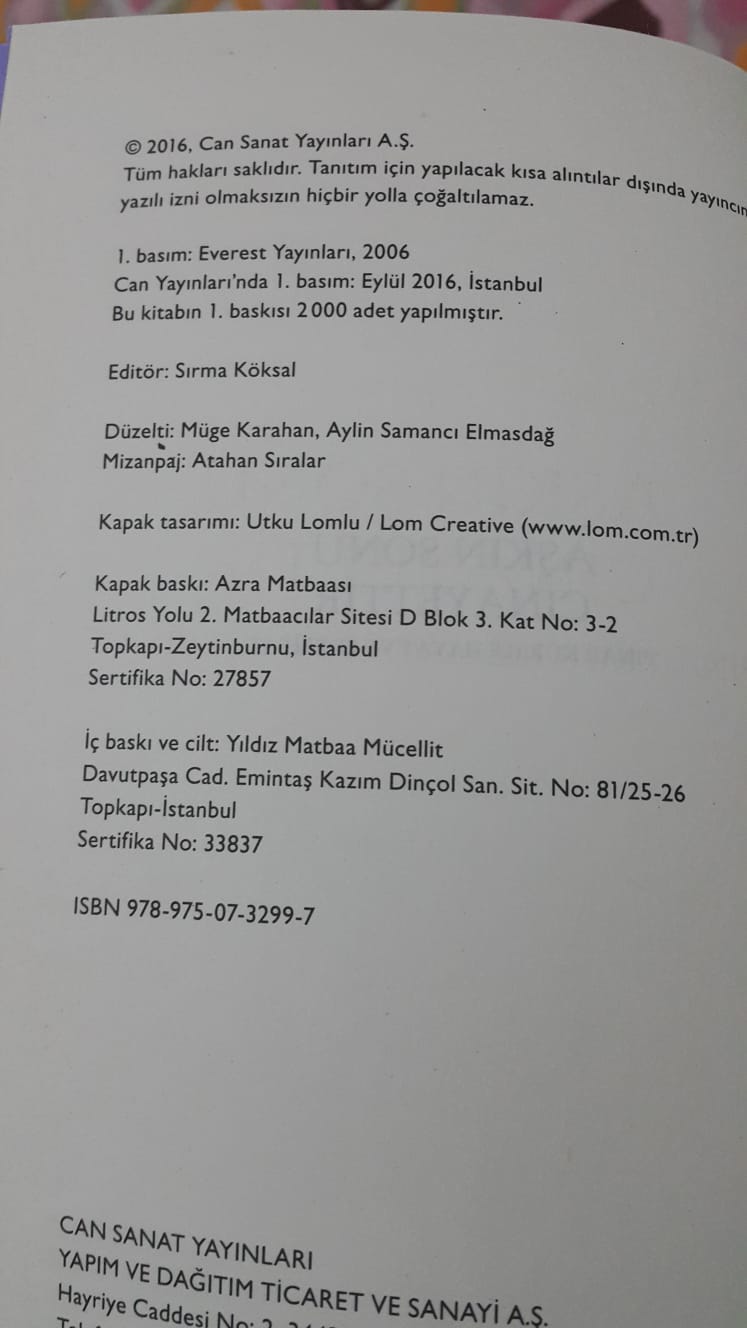 © 2016, Can Sanat Yayınları A.Ş.
Tüm hakları saklıdır. Tanıtım için yapılacak kısa alıntılar dışında yayıncın
yazılı izni olmaksızın hiçbir yolla çoğaltılamaz.
1. basım: Everest Yayınları, 2006
Can Yayınları'nda 1. basım: Eylül 2016, İstanbul
Bu kitabın 1. baskısı 2000 adet yapılmıştır.
Editör: Sırma Köksal
Düzelti: Müge Karahan, Aylin Samancı Elmasdağ
Mizanpaj: Atahan Sıralar
Kapak tasarımı: Utku Lomlu / Lom Creative (www.lom.com.tr)
Kapak baskı: Azra Matbaası
Litros Yolu 2. Matbaacılar Sitesi D Blok 3. Kat No: 3-2
Topkapı-Zeytinburnu, İstanbul
Sertifika No: 27857
İç baskı ve cilt: Yıldız Matbaa Mücellit
Davutpaşa Cad. Emintaş Kazım Dinçol San. Sit. No: 81/25-26
Topkapı-İstanbul
Sertifika No: 33837
ISBN 978-975-07-3299-7
CAN SANAT YAYINLARI
YAPIM VE DAĞITIM TİCARET VE SANAYİ A.Ş.
Hayriye Caddesi No: 2,